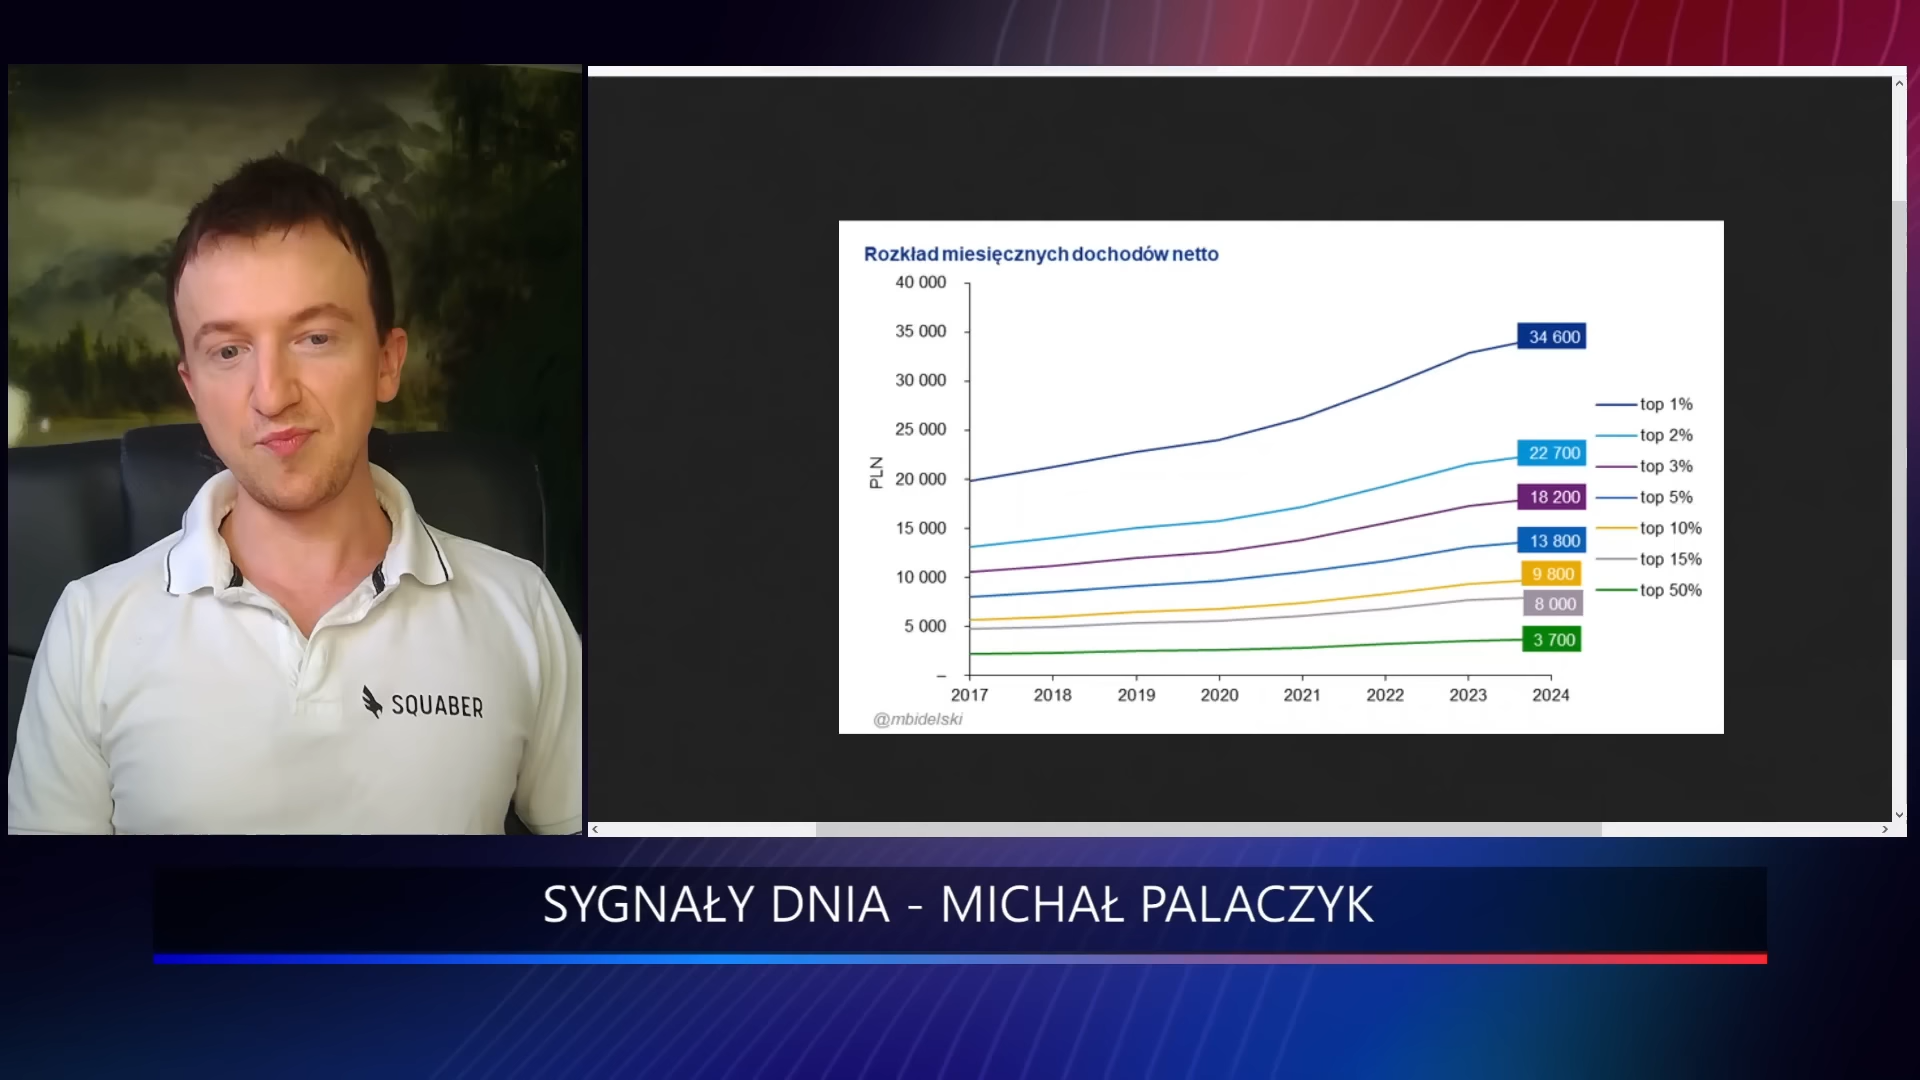 SQUABER
Rozkład miesięcznych dochodów netto
40 000
35 000
30 000
25 000
20 000
15 000
10 000
5 000
–
PLN
2017 2018 2019 2020 2021 2022 2023 2024
34 600
22 700
18 200
13 800
9 800
8 000
3 700
top 1%
top 2%
top 3%
top 5%
top 10%
top 15%
top 50%
@mbidelski
SYGNAŁY DNIA - MICHAŁ PALACZYK